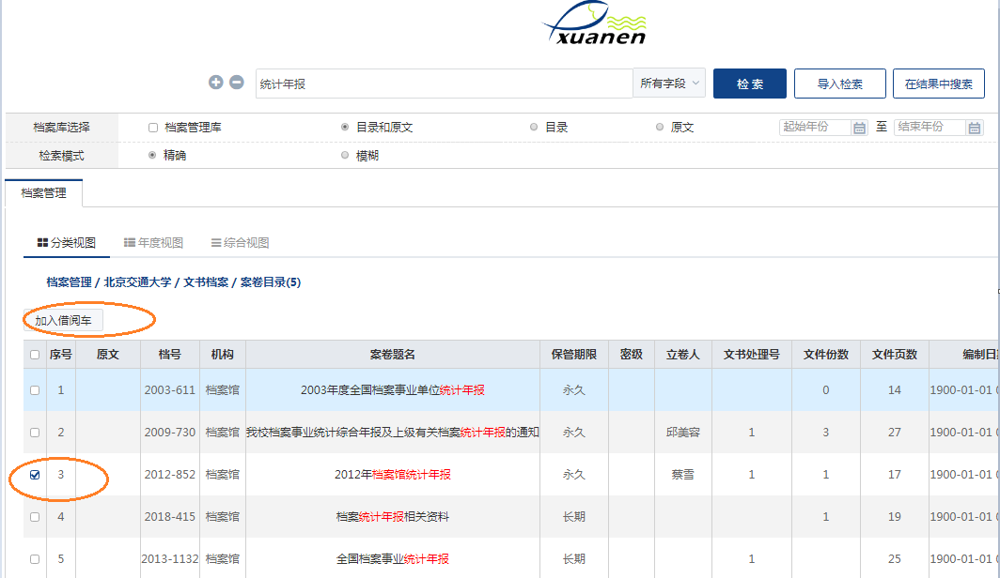 xuanen
统计年报 所有字段 检 索 导入检索 在结果中搜索
档案库选择 档案管理库 目录和原文 目录 原文 起始年份 至 结束年份
检索模式 精确 模糊
档案管理
分类视图 年度视图 综合视图
档案管理 / 北京交通大学 / 文书档案 / 案卷目录(5)
加入借阅车
序号 原文 档号 机构 案卷题名 保管期限 密级 立卷人 文书处理号 文件份数 文件页数 编制日
1 2003-611 档案馆 2003年度全国档案事业单位统计年报 永久 0 14 1900-01-01
2 2009-730 档案馆 我校档案事业统计综合年报及上级有关档案统计年报的通知 永久 邱美容 1 3 27 1900-01-01
3 2012-852 档案馆 2012年档案馆统计年报 永久 蔡雪 1 1 17 1900-01-01
4 2018-415 档案馆 档案统计年报相关资料 长期 1 19 1900-01-01
5 2013-1132 档案馆 全国档案事业统计年报 长期 1 25 1900-01-01